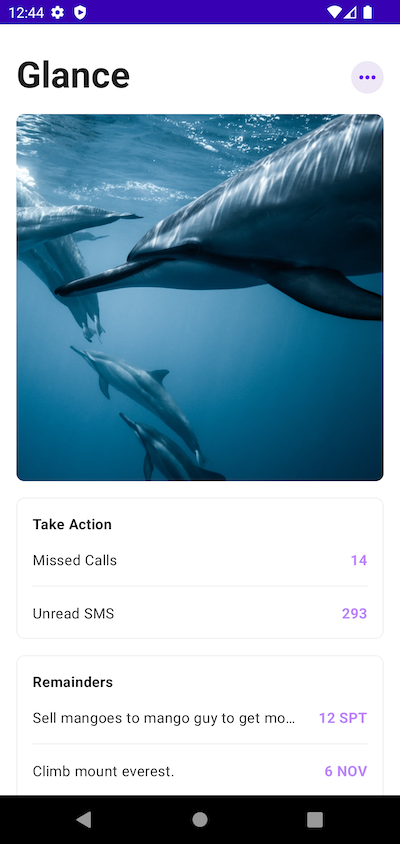 12:44
Glance
Take Action
Missed Calls 14
Unread SMS 293
Remainders
Sell mangoes to mango guy to get mo... 12 SPT
Climb mount everest. 6 NOV